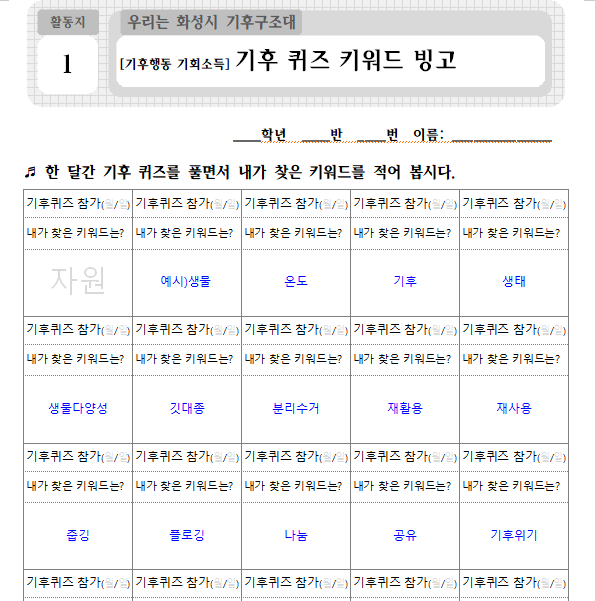 활동지
1
우리는 화성시 기후구조대
[기후행동 기회소득] 기후 퀴즈 키워드 빙고
___학년 ___반 ___번 이름: ___________
♬ 한 달간 기후 퀴즈를 풀면서 내가 찾은 키워드를 적어 봅시다.
기후퀴즈 참가(월/일) 기후퀴즈 참가(월/일) 기후퀴즈 참가(월/일) 기후퀴즈 참가(월/일) 기후퀴즈 참가(월/일)
내가 찾은 키워드는? 내가 찾은 키워드는? 내가 찾은 키워드는? 내가 찾은 키워드는? 내가 찾은 키워드는?
자원 예시)생물 온도 기후 생태
기후퀴즈 참가(월/일) 기후퀴즈 참가(월/일) 기후퀴즈 참가(월/일) 기후퀴즈 참가(월/일) 기후퀴즈 참가(월/일)
내가 찾은 키워드는? 내가 찾은 키워드는? 내가 찾은 키워드는? 내가 찾은 키워드는? 내가 찾은 키워드는?
생물다양성 깃대종 분리수거 재활용 재사용
기후퀴즈 참가(월/일) 기후퀴즈 참가(월/일) 기후퀴즈 참가(월/일) 기후퀴즈 참가(월/일) 기후퀴즈 참가(월/일)
내가 찾은 키워드는? 내가 찾은 키워드는? 내가 찾은 키워드는? 내가 찾은 키워드는? 내가 찾은 키워드는?
줍깅 플로깅 나눔 공유 기후위기
기후퀴즈 참가(월/일) 기후퀴즈 참가(월/일) 기후퀴즈 참가(월/일) 기후퀴즈 참가(월/일) 기후퀴즈 참가(월/일)